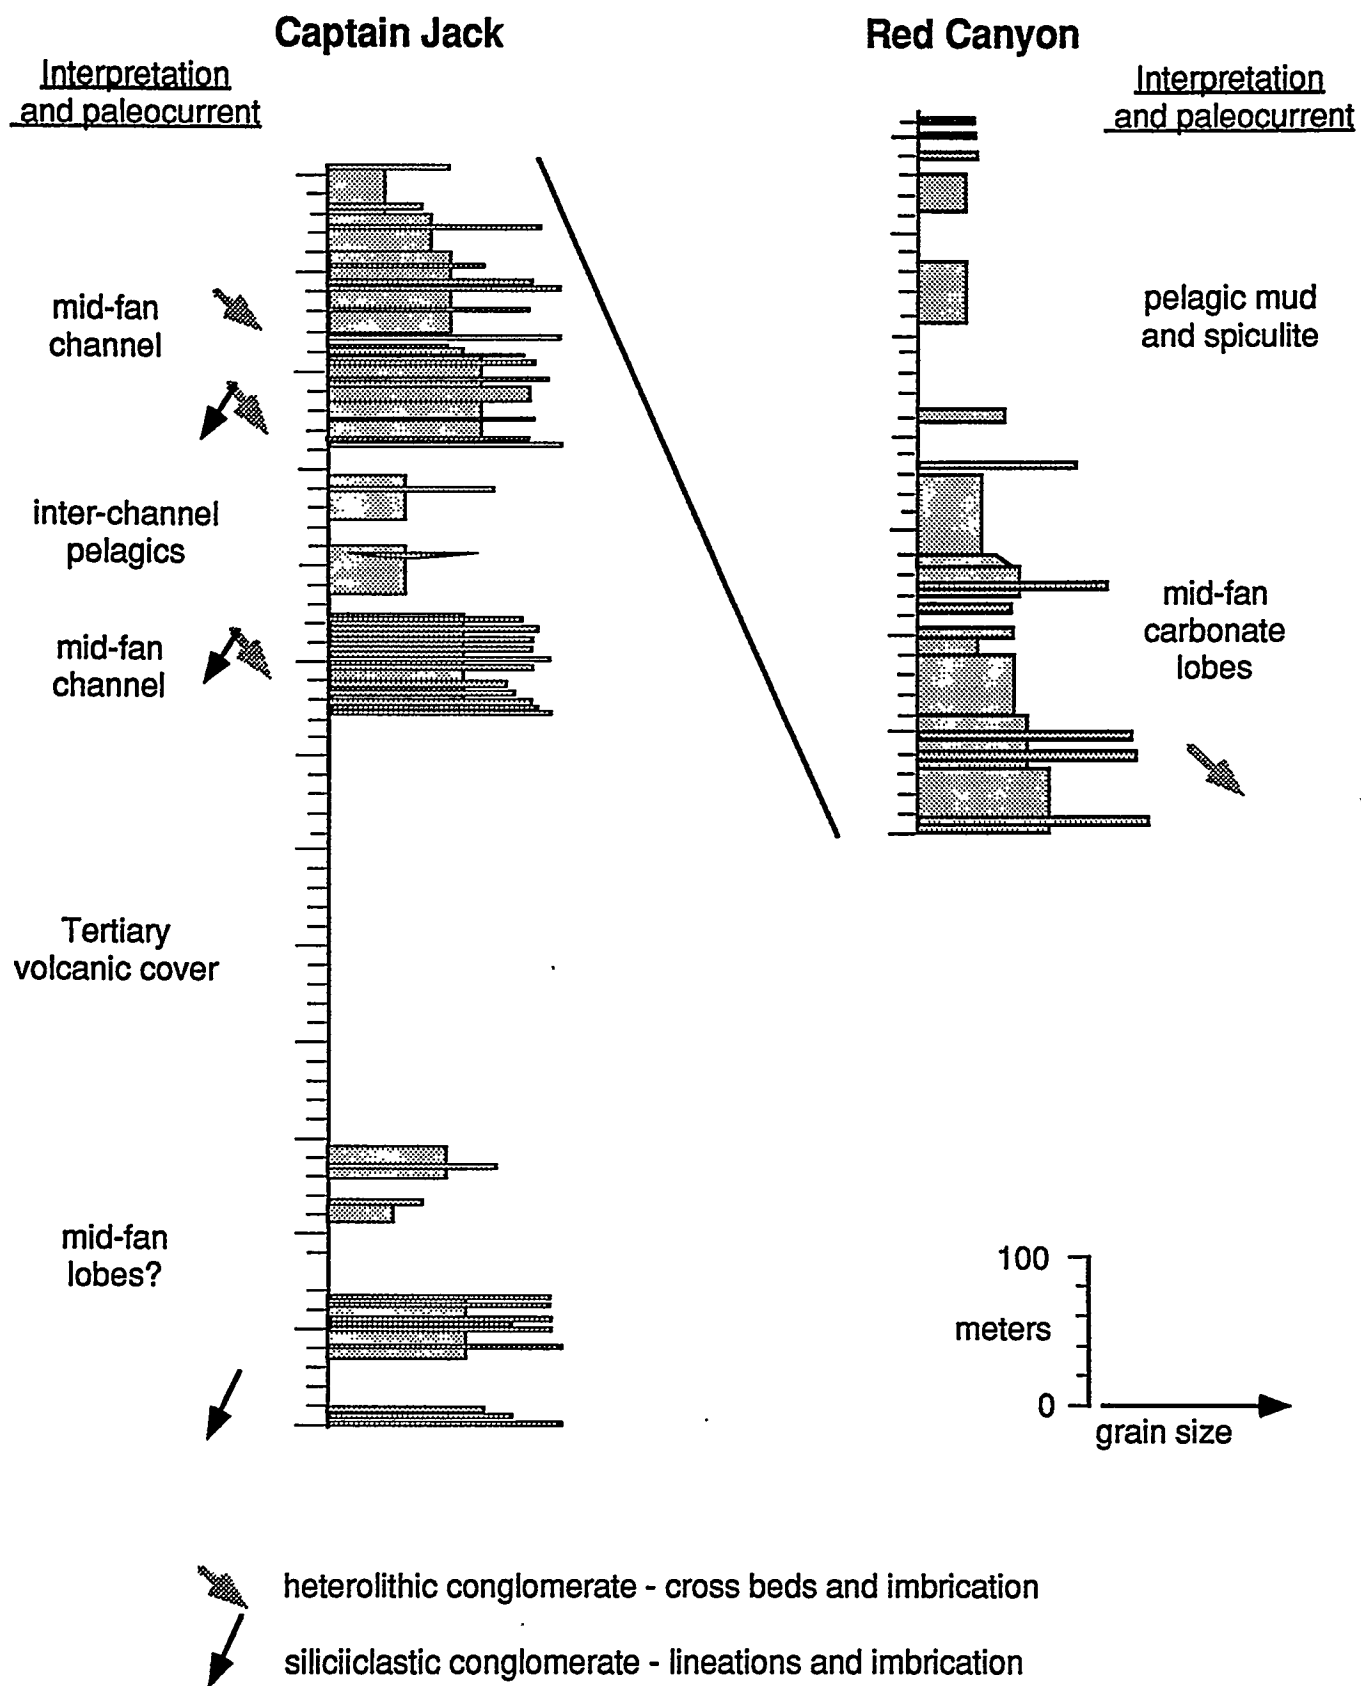 Captain Jack
Red Canyon
Interpretation
and paleocurrent
Interpretation
and paleocurrent
mid-fan
channel
pelagic mud
and spiculite
inter-channel
pelagics
mid-fan
carbonate
lobes
mid-fan
channel
Tertiary
volcanic cover
mid-fan
lobes?
100
meters
0
grain size
heterolithic conglomerate - cross beds and imbrication
siliciiclastic conglomerate - lineations and imbrication